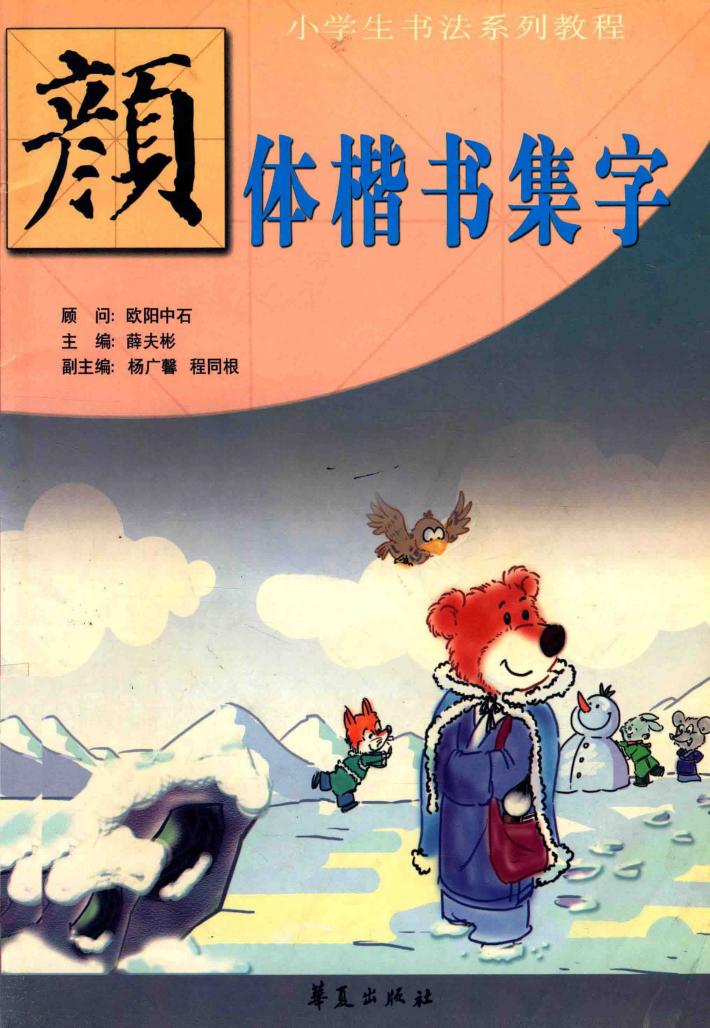 小学生书法系列教程
顏
体楷书集字
顾 问: 欧阳中石
主 编: 薛夫彬
副主编: 杨广馨 程同根
華夏出版社